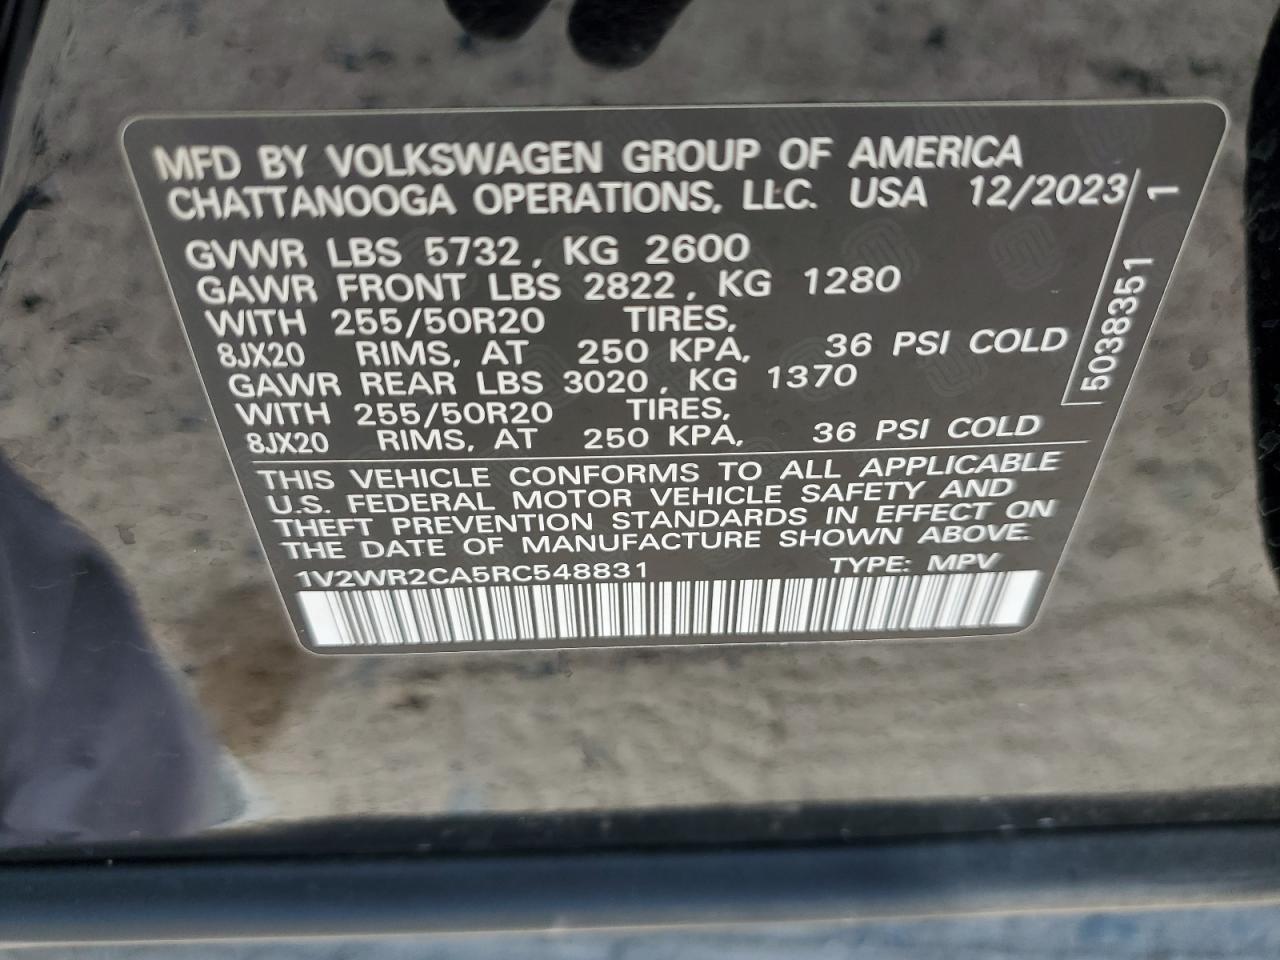 MFD BY VOLKSWAGEN GROUP OF AMERICA
CHATTANOOGA OPERATIONS, LLC. USA 12/2023
GVWR LBS 5732, KG 2600
GAWR FRONT LBS 2822, KG 1280
WITH 255/50R20 TIRES,
8JX20 RIMS, AT 250 KPA, 36 PSI COLD
GAWR REAR LBS 3020, KG 1370
WITH 255/50R20 TIRES,
8JX20 RIMS, AT 250 KPA, 36 PSI COLD
THIS VEHICLE CONFORMS TO ALL APPLICABLE
U.S. FEDERAL MOTOR VEHICLE SAFETY AND
THEFT PREVENTION STANDARDS IN EFFECT ON
THE DATE OF MANUFACTURE SHOWN ABOVE.
1V2WR2CA5RC548831 TYPE: MPV
5038351 1